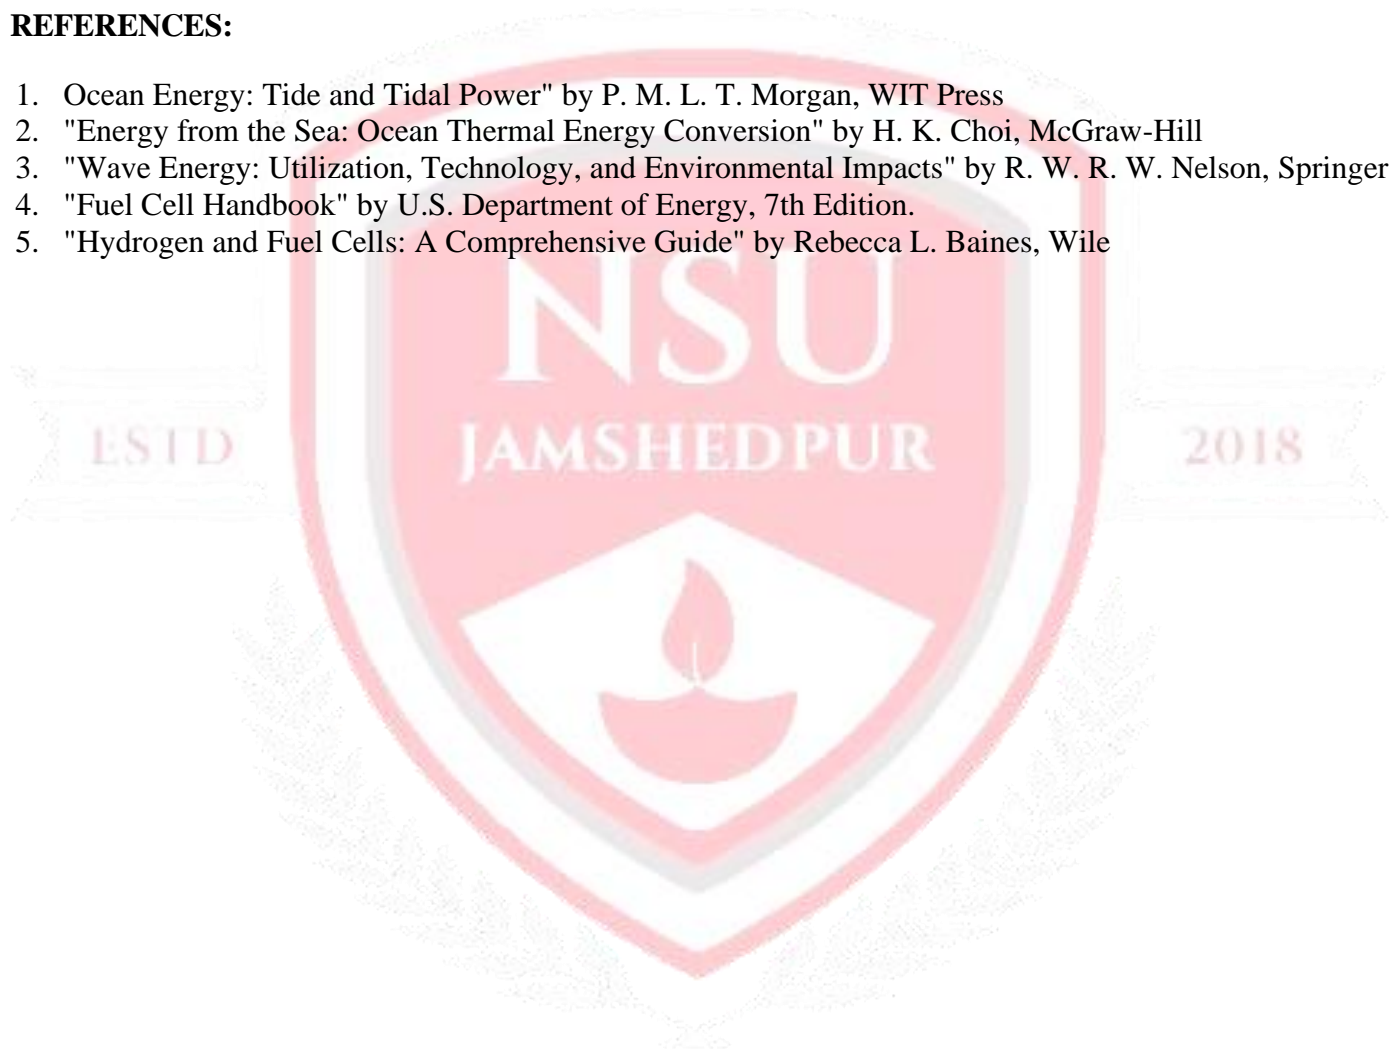 REFERENCES:
1. Ocean Energy: Tide and Tidal Power" by P. M. L. T. Morgan, WIT Press
2. "Energy from the Sea: Ocean Thermal Energy Conversion" by H. K. Choi, McGraw-Hill
3. "Wave Energy: Utilization, Technology, and Environmental Impacts" by R. W. R. W. Nelson, Springer
4. "Fuel Cell Handbook" by U.S. Department of Energy, 7th Edition.
5. "Hydrogen and Fuel Cells: A Comprehensive Guide" by Rebecca L. Baines, Wile
NSU
JAMSHEDPUR
ESTD 2018